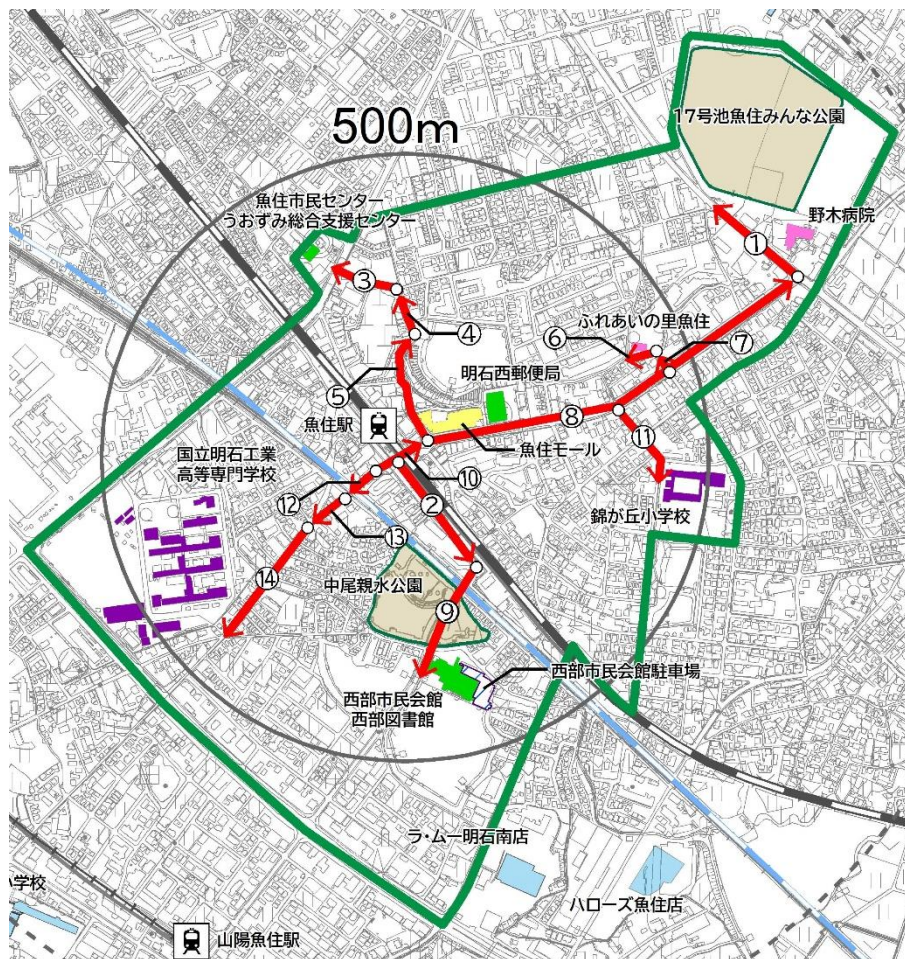 17号池魚住みんな公園
500m
魚住市民センター
うおずみ総合支援センター
野木病院
①
③
④
ふれあいの里魚住
⑥
⑦
明石西郵便局
⑤
⑧
魚住駅
魚住モール
⑪
国立明石工業
高等専門学校
⑩
⑫
②
錦が丘小学校
⑬
⑭
中尾親水公園
⑨
西部市民会館駐車場
西部市民会館
西部図書館
ラ・ムー明石南店
小学校
ハローズ魚住店
山陽魚住駅